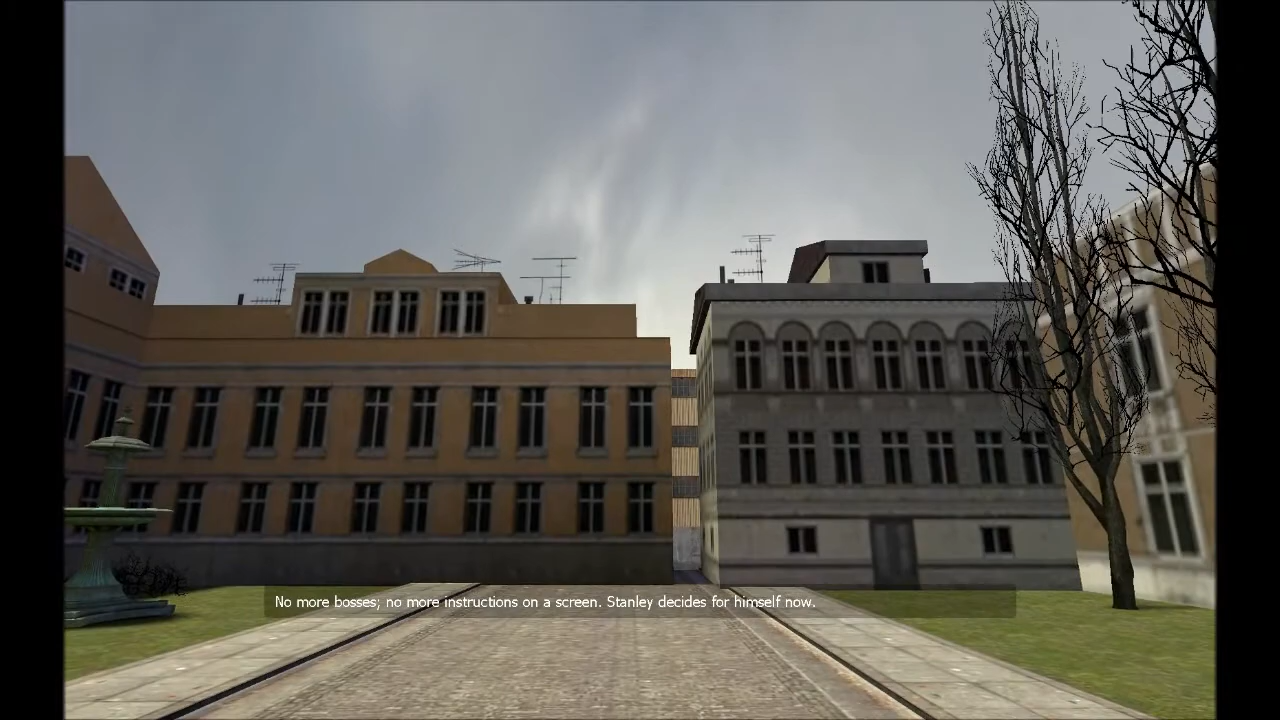 No more bosses; no more instructions on a screen. Stanley decides for himself now.